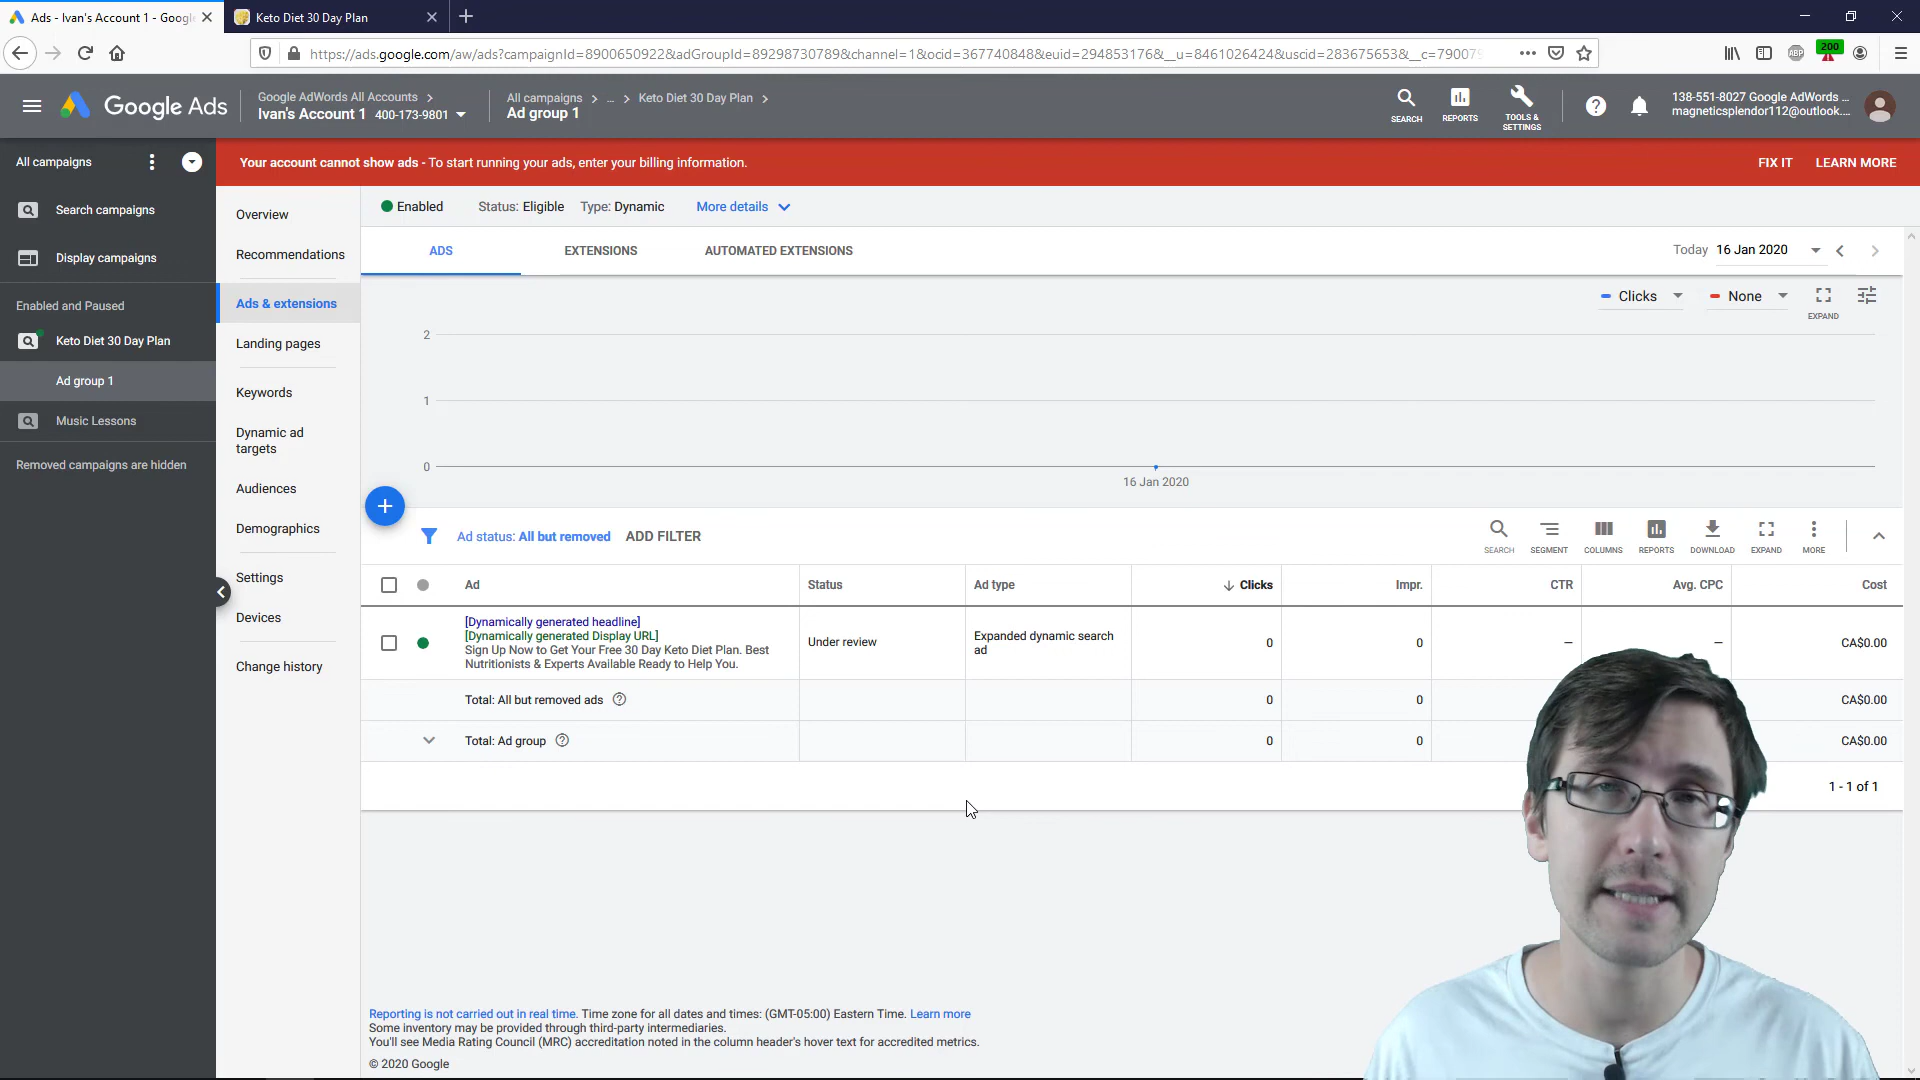 Ads - Ivan's Account 1 - Googl
Keto Diet 30 Day Plan
https://ads.google.com/aw/ads?campaignId=8900650922&adGroupId=89298730789&channel=1&ocid=367740848&euid=294853176&__u=8461026424&uscid=283675653&__c=79007
ABP
200
Google Ads
Google AdWords All Accounts
Ivan's Account 1 400-173-9801
All campaigns > ... > Keto Diet 30 Day Plan >
Ad group 1
SEARCH
REPORTS
TOOLS & SETTINGS
138-551-8027 Google AdWords ...
magneticsplendor112@outlook....
All campaigns
Your account cannot show ads - To start running your ads, enter your billing information.
FIX IT
LEARN MORE
Search campaigns
Display campaigns
Enabled and Paused
Keto Diet 30 Day Plan
Ad group 1
Music Lessons
Removed campaigns are hidden
Overview
Recommendations
Ads & extensions
Landing pages
Keywords
Dynamic ad
targets
Audiences
Demographics
Settings
Devices
Change history
Enabled Status: Eligible Type: Dynamic More details
ADS
EXTENSIONS
AUTOMATED EXTENSIONS
Today 16 Jan 2020
Clicks
None
EXPAND
2
1
0
16 Jan 2020
Ad status: All but removed
ADD FILTER
SEARCH
SEGMENT
COLUMNS
REPORTS
DOWNLOAD
EXPAND
MORE
Ad Status Ad type Clicks Impr. CTR Avg. CPC Cost
[Dynamically generated headline]
[Dynamically generated Display URL]
Sign Up Now to Get Your Free 30 Day Keto Diet Plan. Best
Nutritionists & Experts Available Ready to Help You.
Under review
Expanded dynamic search
ad
0 0 – – CA$0.00
Total: All but removed ads 0 0 CA$0.00
Total: Ad group 0 0 CA$0.00
1 - 1 of 1
Reporting is not carried out in real time. Time zone for all dates and times: (GMT-05:00) Eastern Time. Learn more
Some inventory may be provided through third-party intermediaries.
You'll see Media Rating Council (MRC) accreditation noted in the column header's hover text for accredited metrics.
© 2020 Google